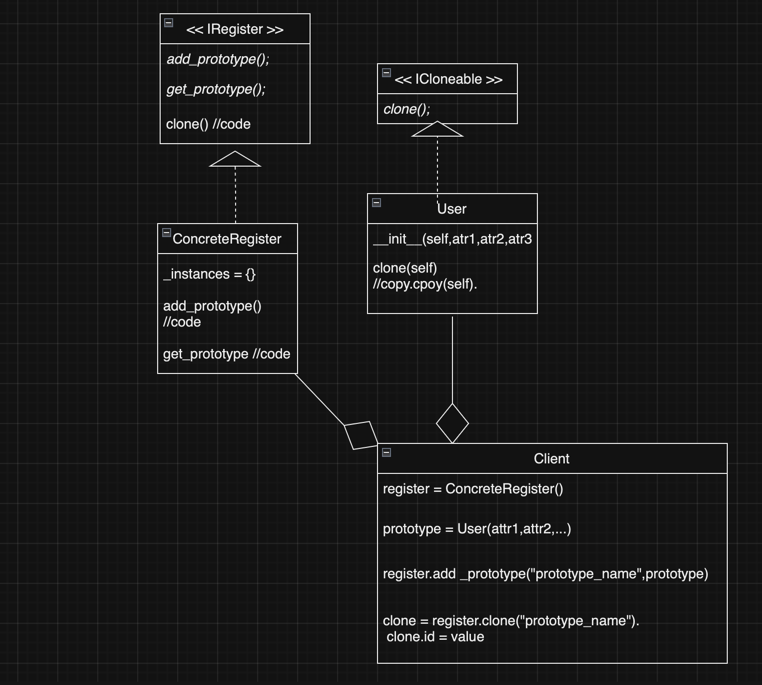 << IRegister >>
add_prototype();
get_prototype();
clone() //code
<< ICloneable >>
clone();
ConcreteRegister
_instances = {}
add_prototype()
//code
get_prototype //code
User
__init__(self,atr1,atr2,atr3
clone(self)
//copy.cpoy(self).
Client
register = ConcreteRegister()
prototype = User(attr1,attr2,...)
register.add _prototype("prototype_name",prototype)
clone = register.clone("prototype_name").
clone.id = value